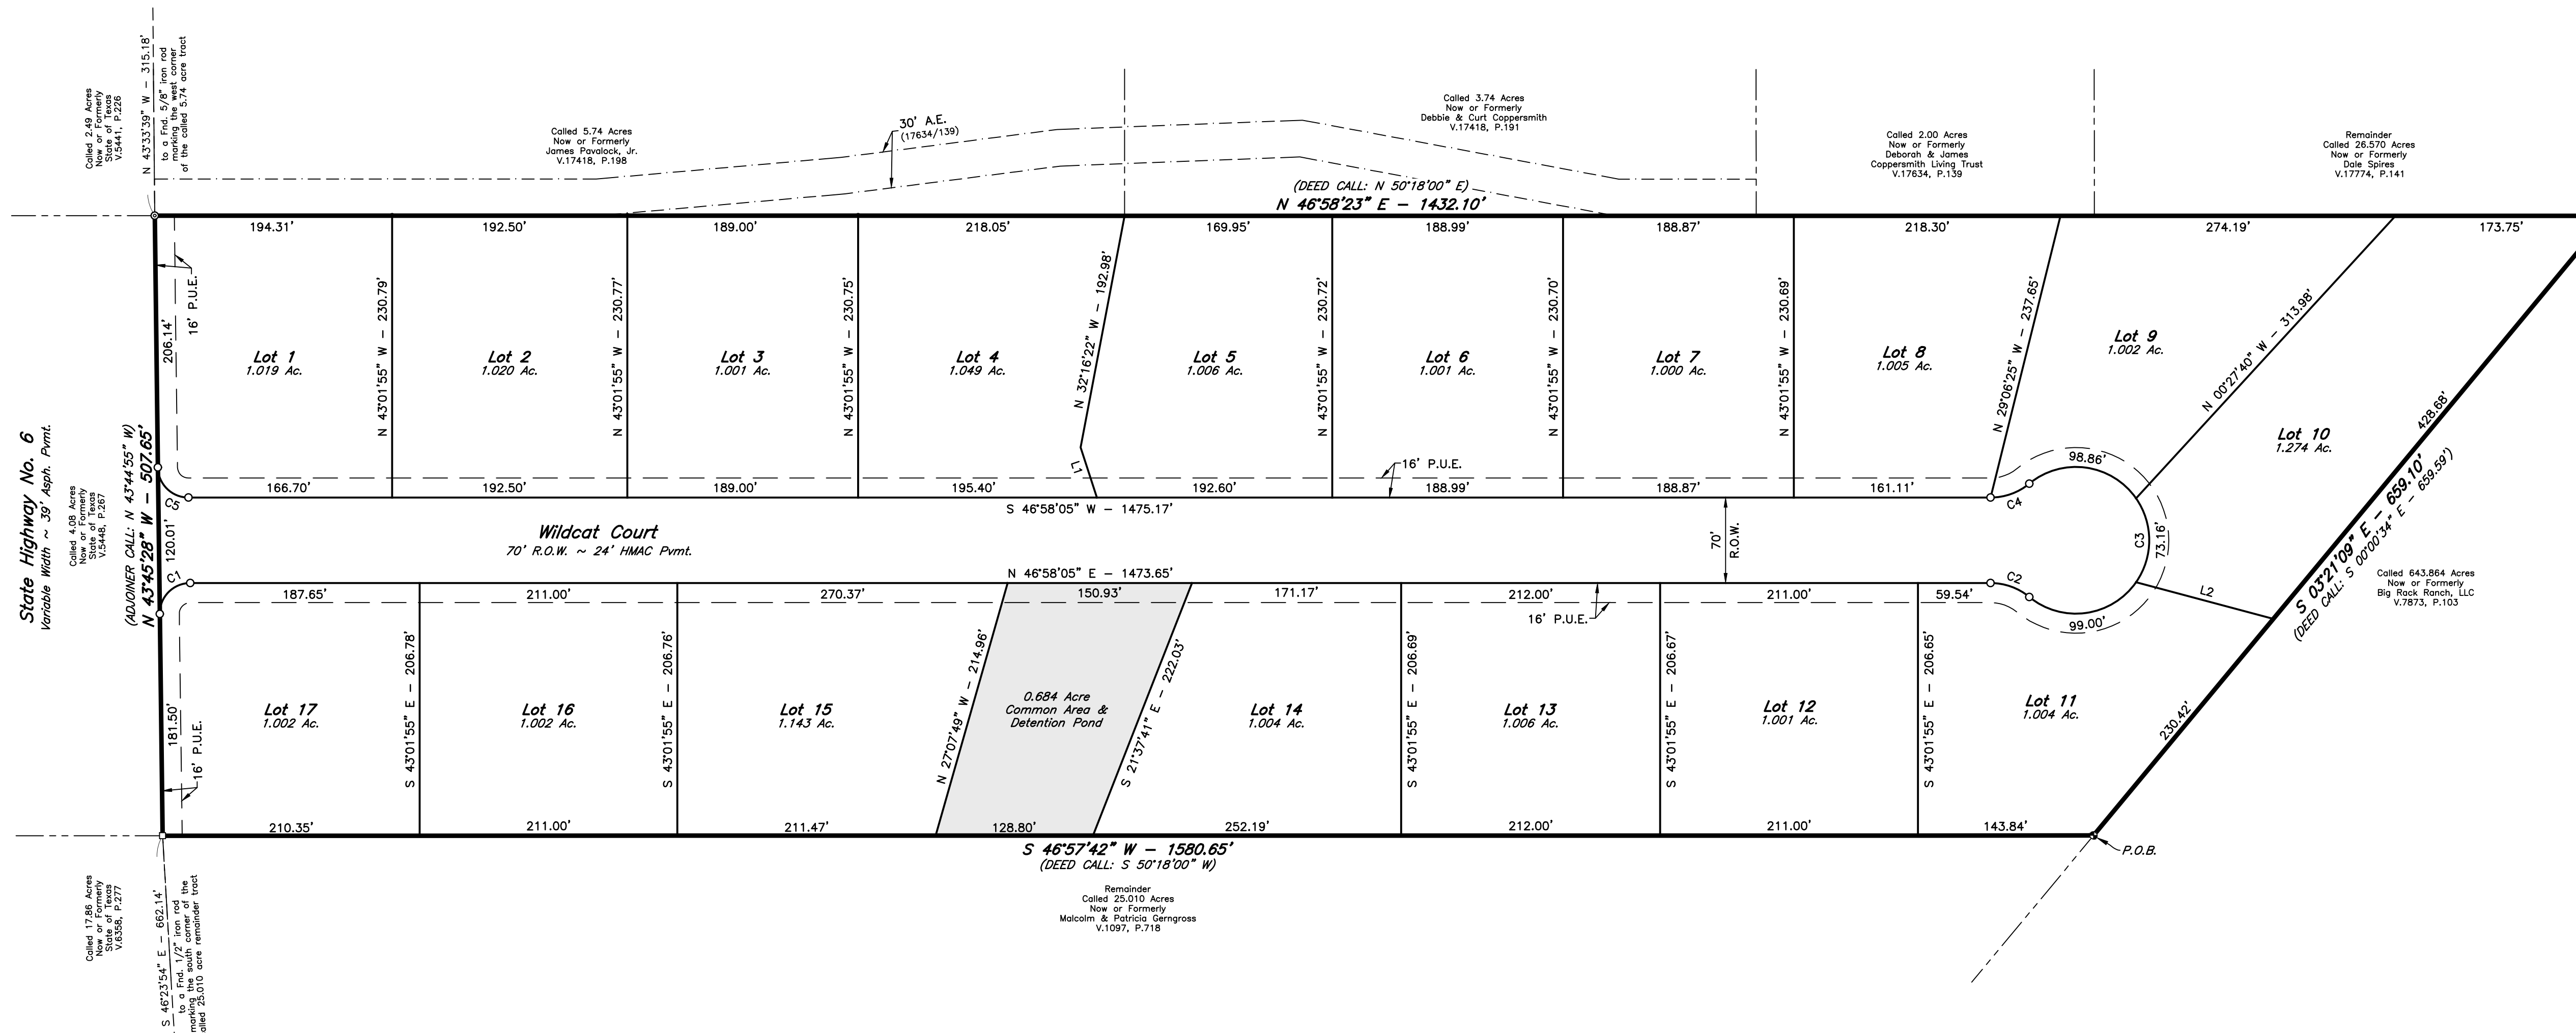 Called 2.49 Acres
Now or Formerly
State of Texas
V.5441, P.226
N 43°33'39" W - 315.18'
to a Fnd. 5/8" iron rod
marking the west corner
of the called 5.74 acre tract
Called 5.74 Acres
Now or Formerly
James Pavalock, Jr.
V.17418, P.198
30' A.E.
(17634/139)
Called 3.74 Acres
Now or Formerly
Debbie & Curt Coppersmith
V.17418, P.191
Called 2.00 Acres
Now or Formerly
Deborah & James
Coppersmith Living Trust
V.17634, P.139
Remainder
Called 26.570 Acres
Now or Formerly
Dale Spires
V.17774, P.141
(DEED CALL: N 50°18'00" E)
N 46°58'23" E - 1432.10'
194.31'
192.50'
189.00'
218.05'
169.95'
188.99'
188.87'
218.30'
274.19'
173.75'
16' P.U.E.
206.14'
Lot 1
1.019 Ac.
N 43°01'55" W - 230.79'
Lot 2
1.020 Ac.
N 43°01'55" W - 230.77'
Lot 3
1.001 Ac.
N 43°01'55" W - 230.75'
Lot 4
1.049 Ac.
N 32°16'22" W - 192.98'
L1
Lot 5
1.006 Ac.
N 43°01'55" W - 230.72'
Lot 6
1.001 Ac.
N 43°01'55" W - 230.70'
Lot 7
1.000 Ac.
N 43°01'55" W - 230.69'
Lot 8
1.005 Ac.
N 29°06'25" W - 237.65'
Lot 9
1.002 Ac.
N 00°27'40" W - 313.98'
Lot 10
1.274 Ac.
428.68'
16' P.U.E.
166.70'
192.50'
189.00'
195.40'
192.60'
188.99'
188.87'
161.11'
98.86'
C5
C4
S 46°58'05" W - 1475.17'
State Highway No. 6
Variable Width ~ 39' Asph. Pvmt.
Called 4.08 Acres
Now or Formerly
State of Texas
V.5448, P.267
(ADJOINER CALL: N 43°44'55" W)
N 43°45'28" W - 507.65'
120.01'
Wildcat Court
70' R.O.W. ~ 24' HMAC Pvmt.
70'
R.O.W.
C3
73.16'
S 03°21'09" E - 659.10'
(DEED CALL: S 00°00'34" E - 659.59')
Called 643.864 Acres
Now or Formerly
Big Rack Ranch, LLC
V.7873, P.103
N 46°58'05" E - 1473.65'
C1
C2
L2
187.65'
211.00'
270.37'
150.93'
171.17'
212.00'
211.00'
59.54'
99.00'
16' P.U.E.
181.50'
16' P.U.E.
Lot 17
1.002 Ac.
S 43°01'55" E - 206.78'
Lot 16
1.002 Ac.
S 43°01'55" E - 206.76'
Lot 15
1.143 Ac.
N 27°07'49" W - 214.96'
0.684 Acre
Common Area &
Detention Pond
S 21°37'41" E - 222.03'
Lot 14
1.004 Ac.
S 43°01'55" E - 206.69'
Lot 13
1.006 Ac.
S 43°01'55" E - 206.67'
Lot 12
1.001 Ac.
S 43°01'55" E - 206.65'
Lot 11
1.004 Ac.
230.42'
210.35'
211.00'
211.47'
128.80'
252.19'
212.00'
211.00'
143.84'
P.O.B.
S 46°57'42" W - 1580.65'
(DEED CALL: S 50°18'00" W)
Remainder
Called 25.010 Acres
Now or Formerly
Malcolm & Patricia Gerngross
V.1097, P.718
Called 17.86 Acres
Now or Formerly
State of Texas
V.6358, P.277
S 46°23'54" E - 662.14'
to a Fnd. 1/2" iron rod
marking the south corner of the
alled 25.010 acre remainder tract